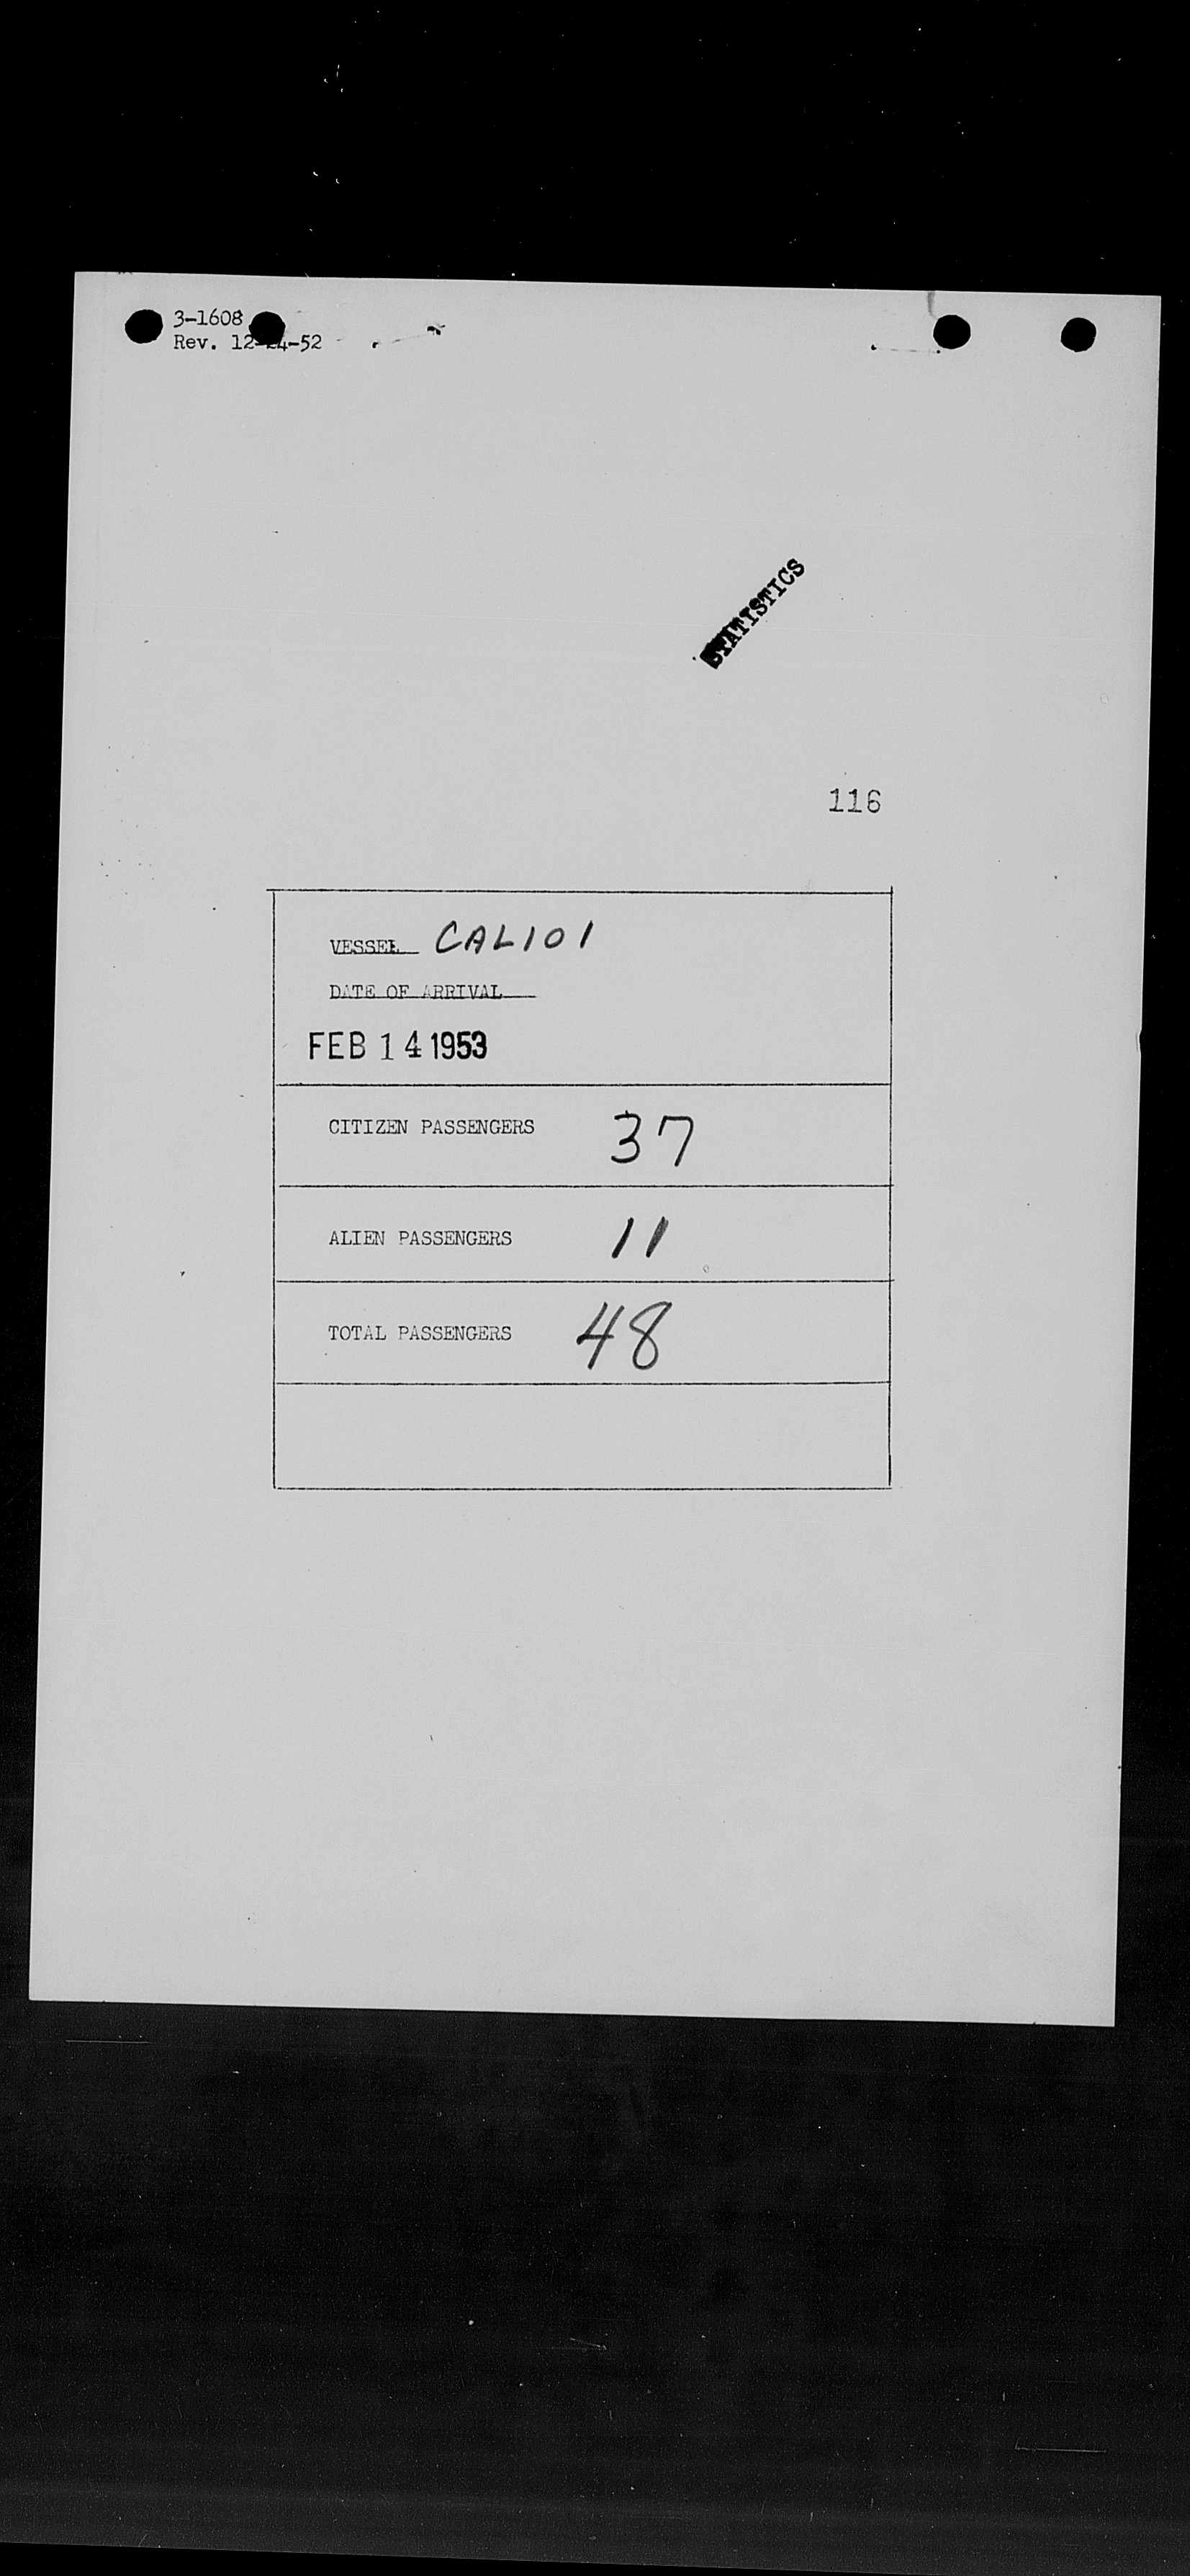 3-1608
Rev. 12-24-52
STATISTICS
116
VESSEL CAL101
DATE OF ARRIVAL
FEB 14 1953
CITIZEN PASSENGERS 37
ALIEN PASSENGERS 11
TOTAL PASSENGERS 48